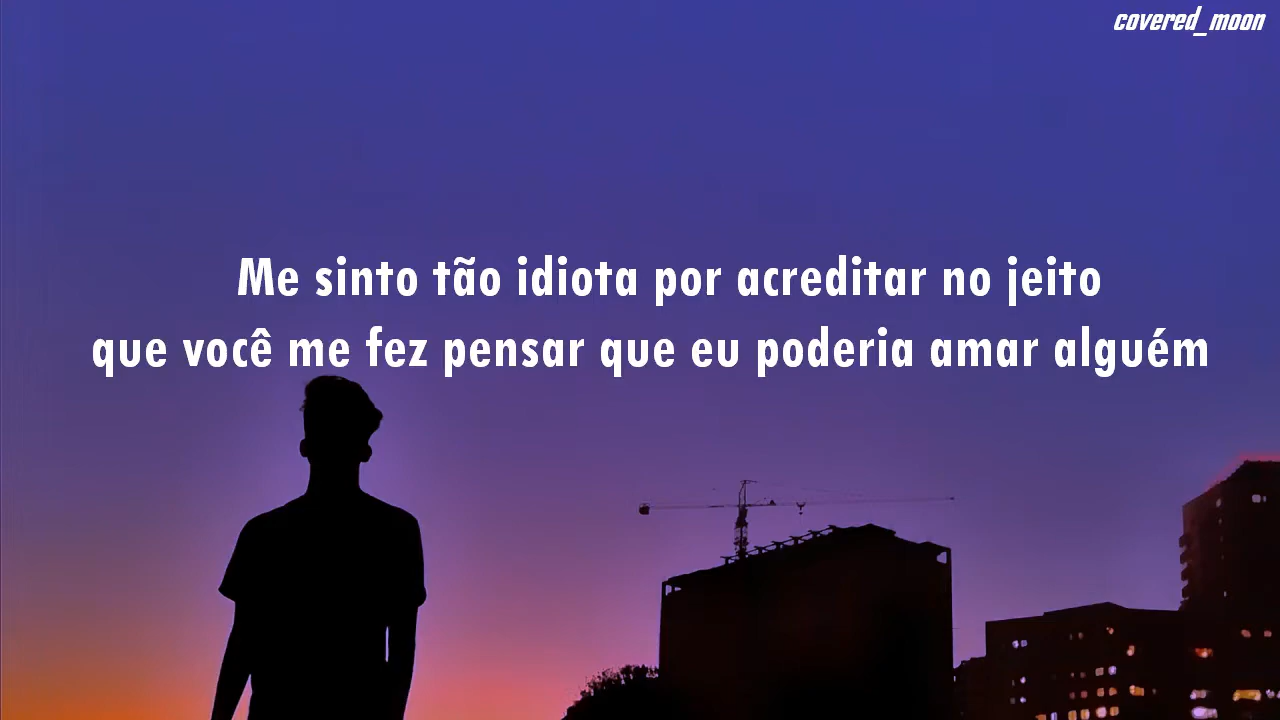 covered_moon
Me sinto tão idiota por acreditar no jeito
que você me fez pensar que eu poderia amar alguém